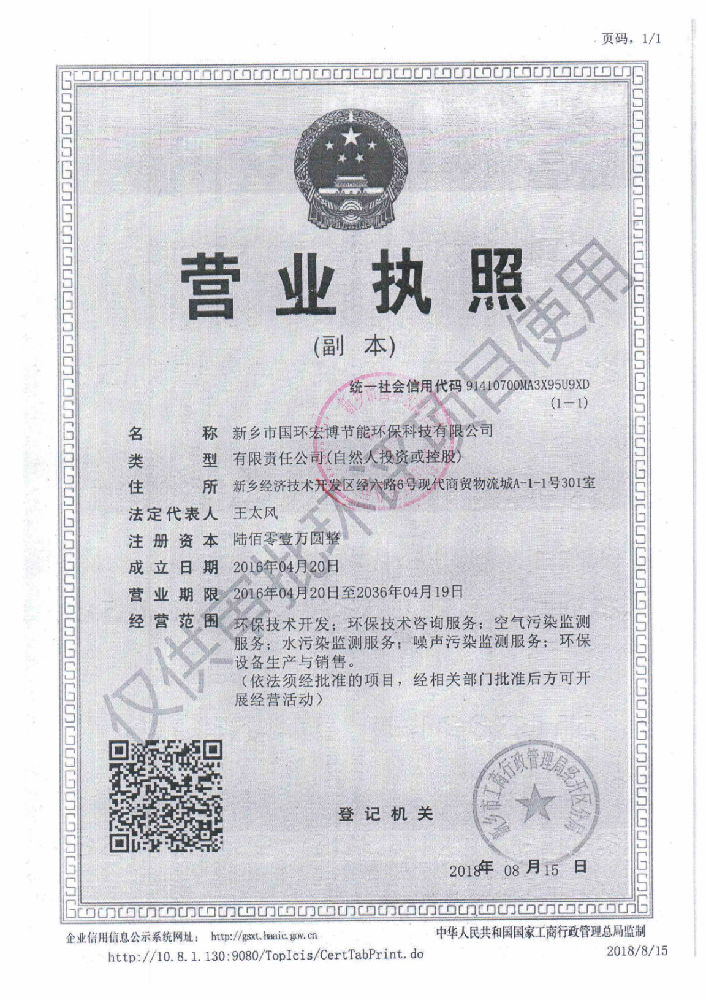 页码，1/1
营业执照
(副 本)
统一社会信用代码 91410700MA3X95U9XD
(1－1)
名称 新乡市国环宏博节能环保科技有限公司
类型 有限责任公司(自然人投资或控股)
住所 新乡经济技术开发区经六路6号现代商贸物流城A-1-1号301室
法定代表人 王太风
注册资本 陆佰零壹万圆整
成立日期 2016年04月20日
营业期限 2016年04月20日至2036年04月19日
经营范围 环保技术开发；环保技术咨询服务；空气污染监测
服务；水污染监测服务；噪声污染监测服务；环保
设备生产与销售。
（依法须经批准的项目，经相关部门批准后方可开
展经营活动）
仅供审批环评项目使用
登记机关
新乡市工商行政管理局经开区分局
2018年 08月15日
企业信用信息公示系统网址： http://gsxt.haaic.gov.cn
中华人民共和国国家工商行政管理总局监制
http://10.8.1.130:9080/TopIcis/CertTabPrint.do
2018/8/15